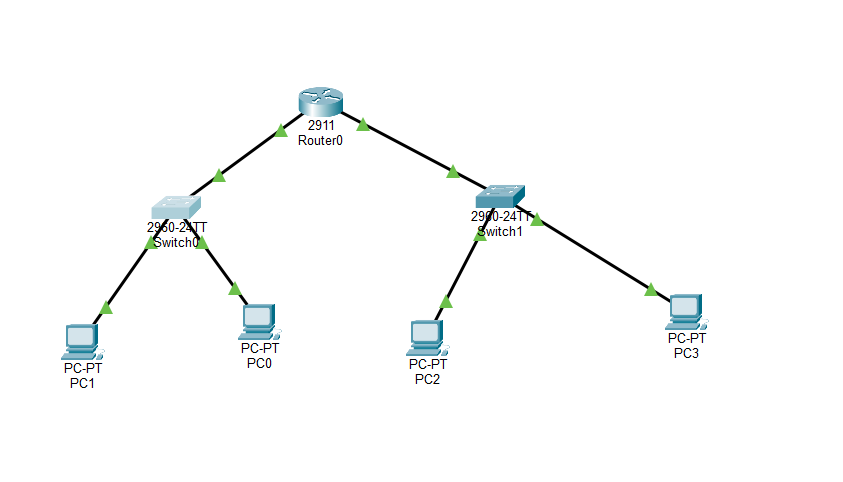 2911
Router0
2960-24TT
Switch0
2960-24TT
Switch1
PC-PT
PC1
PC-PT
PC0
PC-PT
PC2
PC-PT
PC3